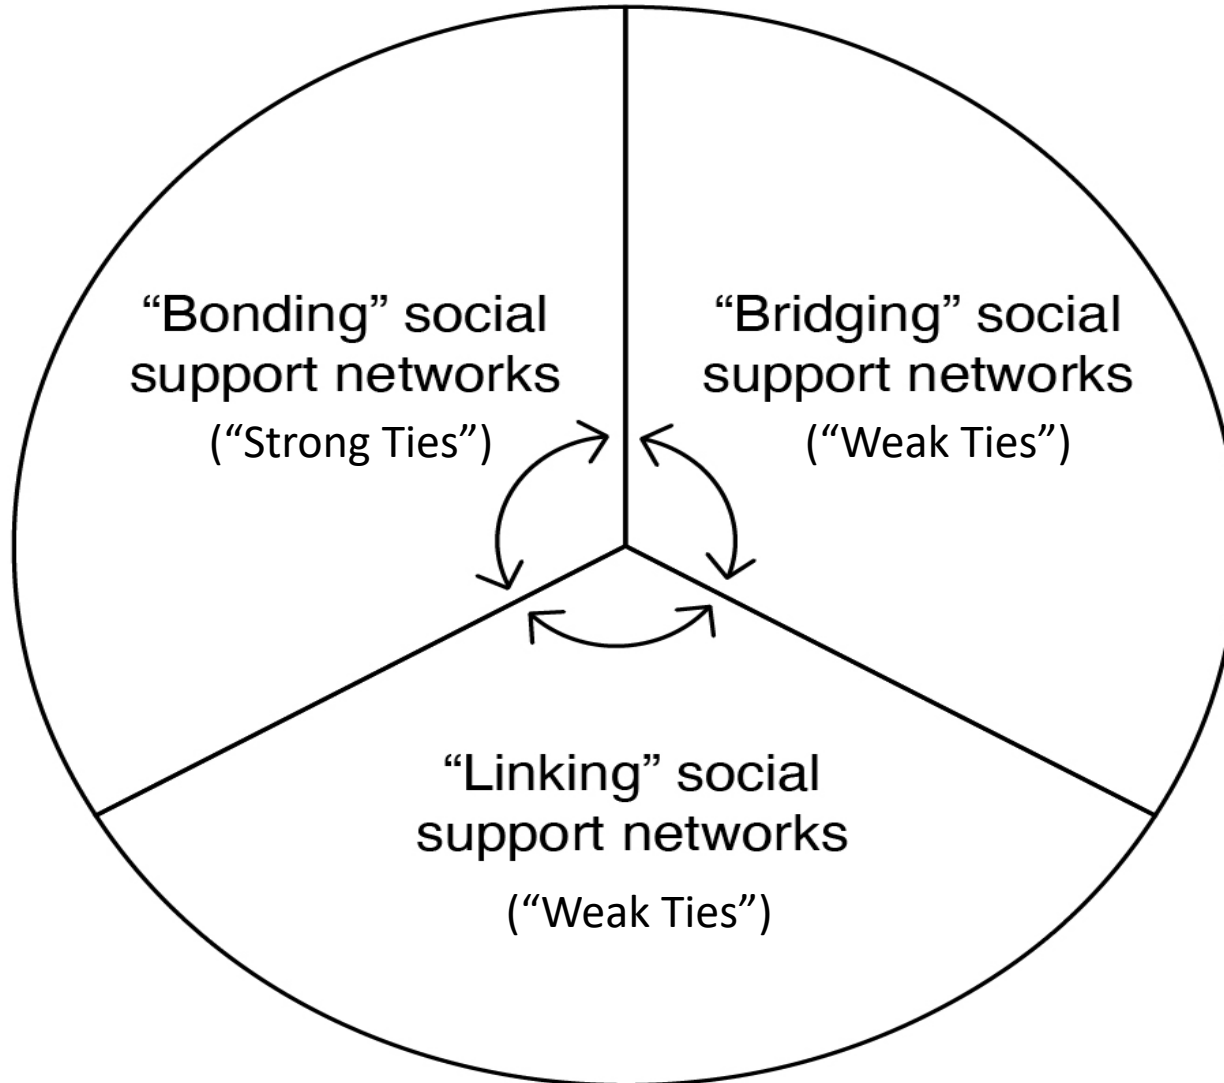 “Bonding” social
support networks
(“Strong Ties”)
“Bridging” social
support networks
(“Weak Ties”)
“Linking” social
support networks
(“Weak Ties”)